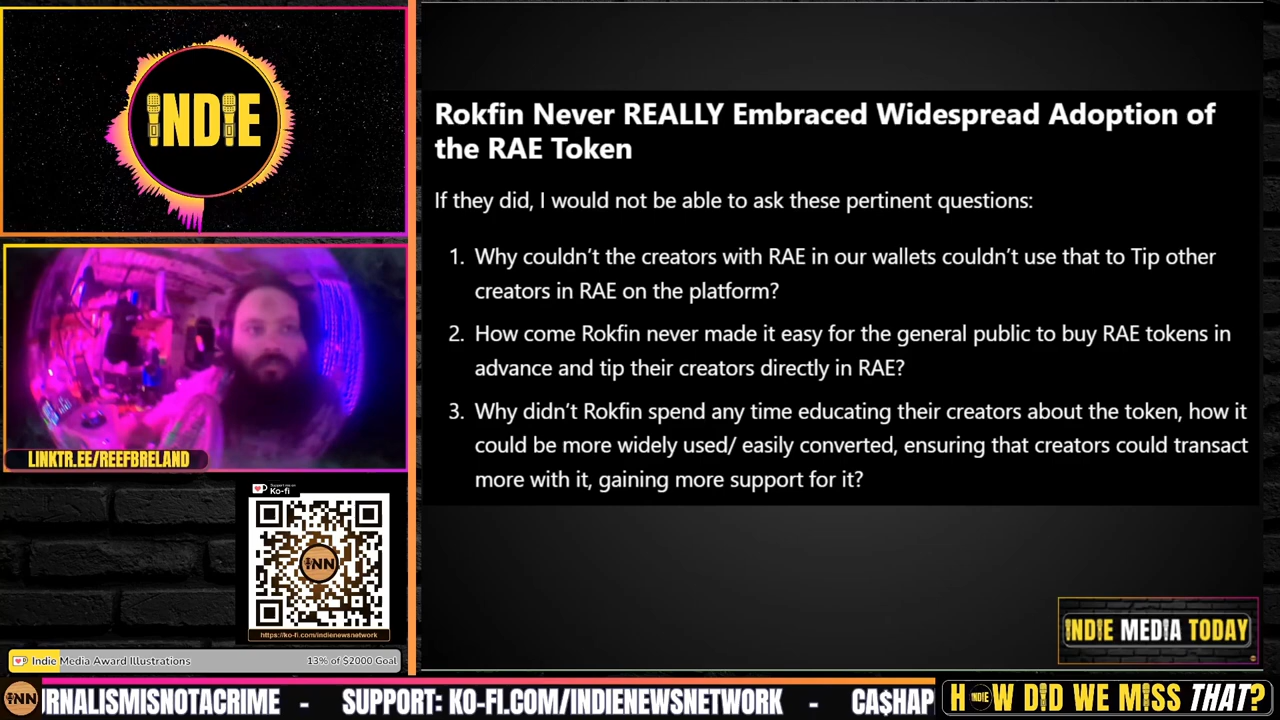 INDIE
LINKTR.EE/REEFBRELAND
Support me on
Ko-fi
INN
https://ko-fi.com/indienewsnetwork
Indie Media Award Illustrations 13% of $2000 Goal
Rokfin Never REALLY Embraced Widespread Adoption of
the RAE Token
If they did, I would not be able to ask these pertinent questions:
1. Why couldn't the creators with RAE in our wallets couldn't use that to Tip other
creators in RAE on the platform?
2. How come Rokfin never made it easy for the general public to buy RAE tokens in
advance and tip their creators directly in RAE?
3. Why didn't Rokfin spend any time educating their creators about the token, how it
could be more widely used/ easily converted, ensuring that creators could transact
more with it, gaining more support for it?
INDIE MEDIA TODAY
INN URNALISMISNOTACRIME - SUPPORT: KO-FI.COM/INDIENEWSNETWORK - CA$HAP
HOW DID WE MISS THAT?
INDIE